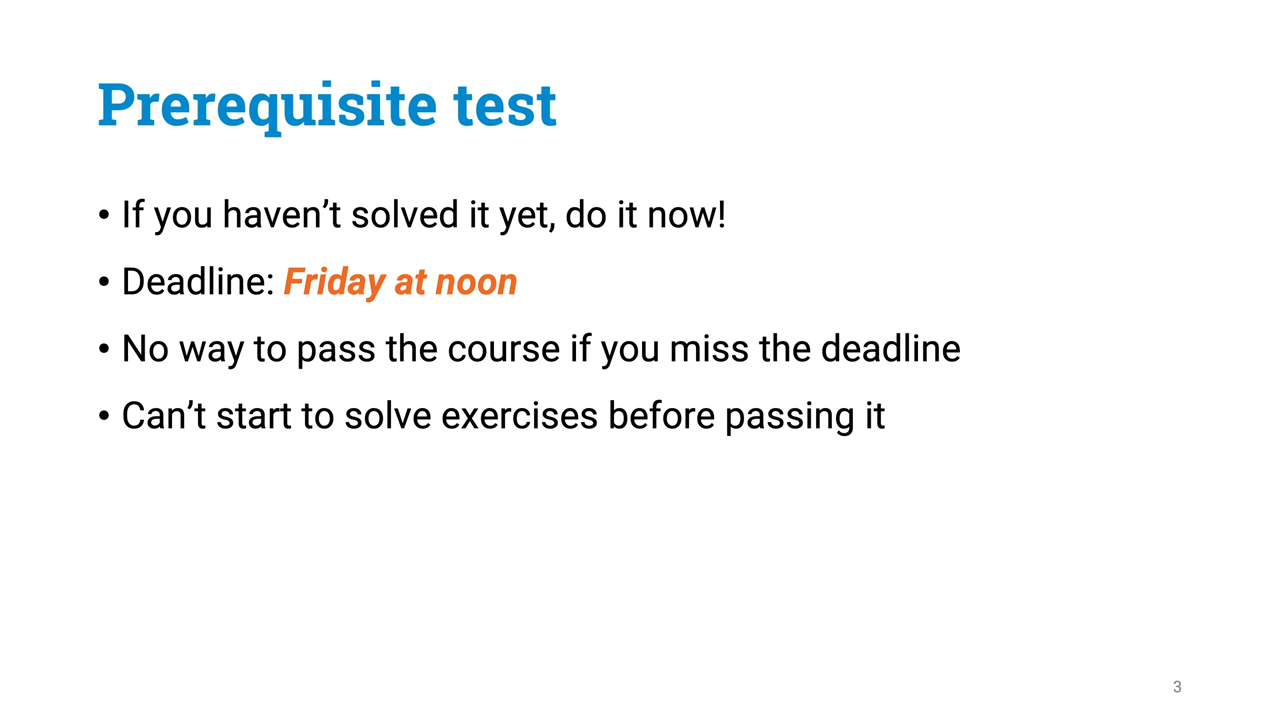 Prerequisite test
• If you haven’t solved it yet, do it now!
• Deadline: Friday at noon
• No way to pass the course if you miss the deadline
• Can’t start to solve exercises before passing it
3